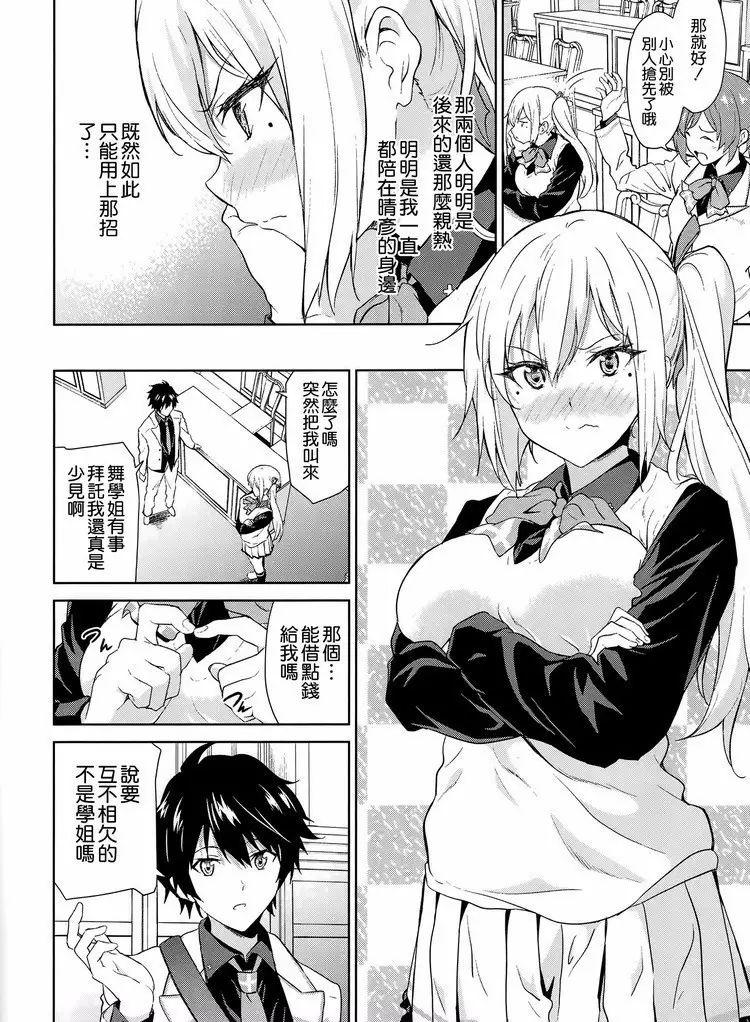 那就好！
小心別被
別人搶先了哦
那兩個人明明是
後來的還那麼親熱
明明是我一直
都陪在晴彥的身邊
既然如此
只能用上那招
了…
怎麼了嗎
突然把我叫來
舞學姐有事
拜託我還真是
少見啊
那個…
能借點錢
給我嗎
說要
互不相欠的
不是學姐嗎